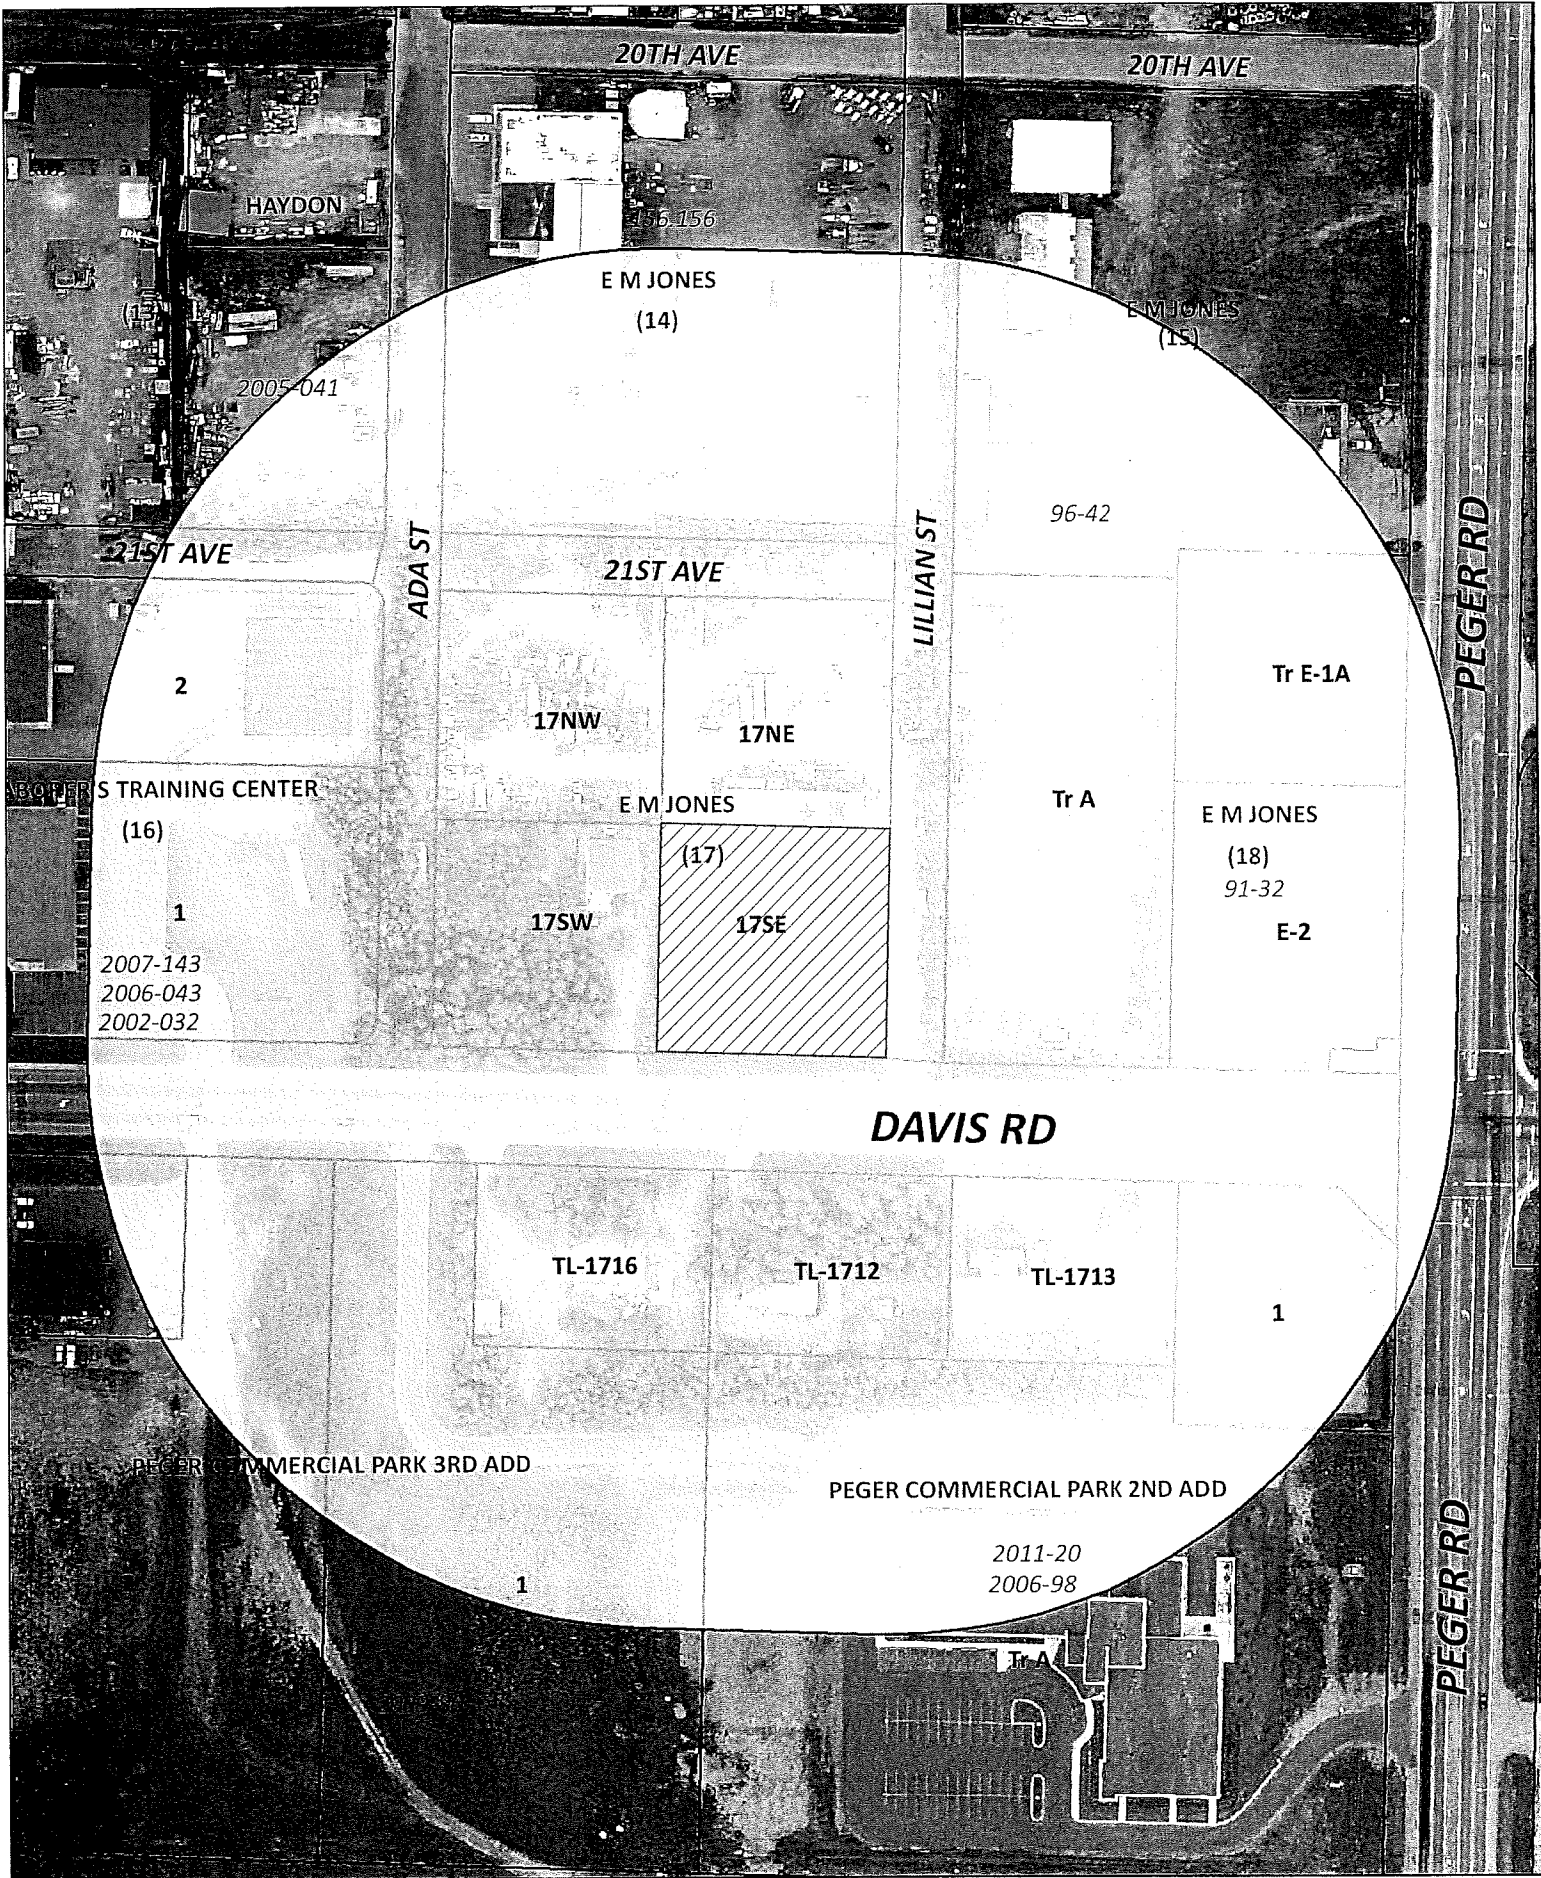 20TH AVE
20TH AVE
HAYDON
156.156
E M JONES
(14)
E M JONES
(15)
(13)
2005-041
96-42
PEGER RD
21ST AVE
ADA ST
21ST AVE
LILLIAN ST
2
17NW
17NE
Tr E-1A
S TRAINING CENTER
(16)
E M JONES
(17)
Tr A
E M JONES
(18)
91-32
1
17SW
17SE
E-2
2007-143
2006-043
2002-032
DAVIS RD
TL-1716
TL-1712
TL-1713
1
PEGER COMMERCIAL PARK 3RD ADD
PEGER COMMERCIAL PARK 2ND ADD
2011-20
2006-98
1
Tr A
PEGER RD